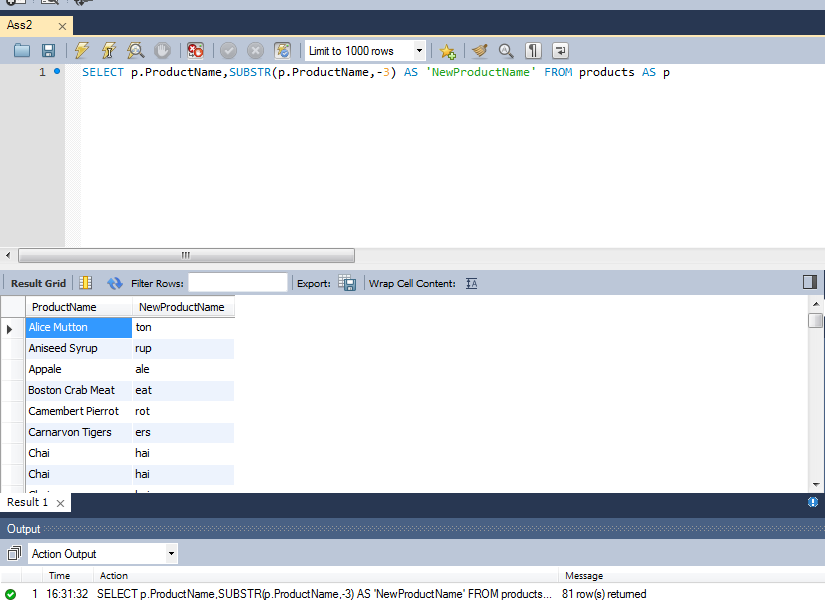 Ass2
Limit to 1000 rows
1 SELECT p.ProductName,SUBSTR(p.ProductName,-3) AS 'NewProductName' FROM products AS p
Result Grid Filter Rows: Export: Wrap Cell Content:
ProductName NewProductName
Alice Mutton ton
Aniseed Syrup rup
Appale ale
Boston Crab Meat eat
Camembert Pierrot rot
Carnarvon Tigers ers
Chai hai
Chai hai
Result 1
Output
Action Output
Time Action Message
1 16:31:32 SELECT p.ProductName,SUBSTR(p.ProductName,-3) AS 'NewProductName' FROM products... 81 row(s) returned